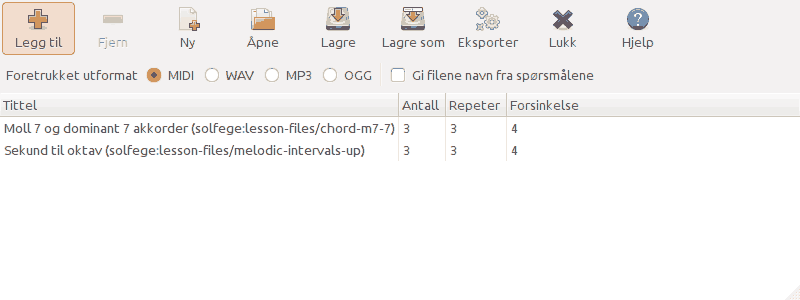 Legg til Fjern Ny Åpne Lagre Lagre som Eksporter Lukk Hjelp
Foretrukket utformat MIDI WAV MP3 OGG Gi filene navn fra spørsmålene
Tittel Antall Repeter Forsinkelse
Moll 7 og dominant 7 akkorder (solfege:lesson-files/chord-m7-7) 3 3 4
Sekund til oktav (solfege:lesson-files/melodic-intervals-up) 3 3 4